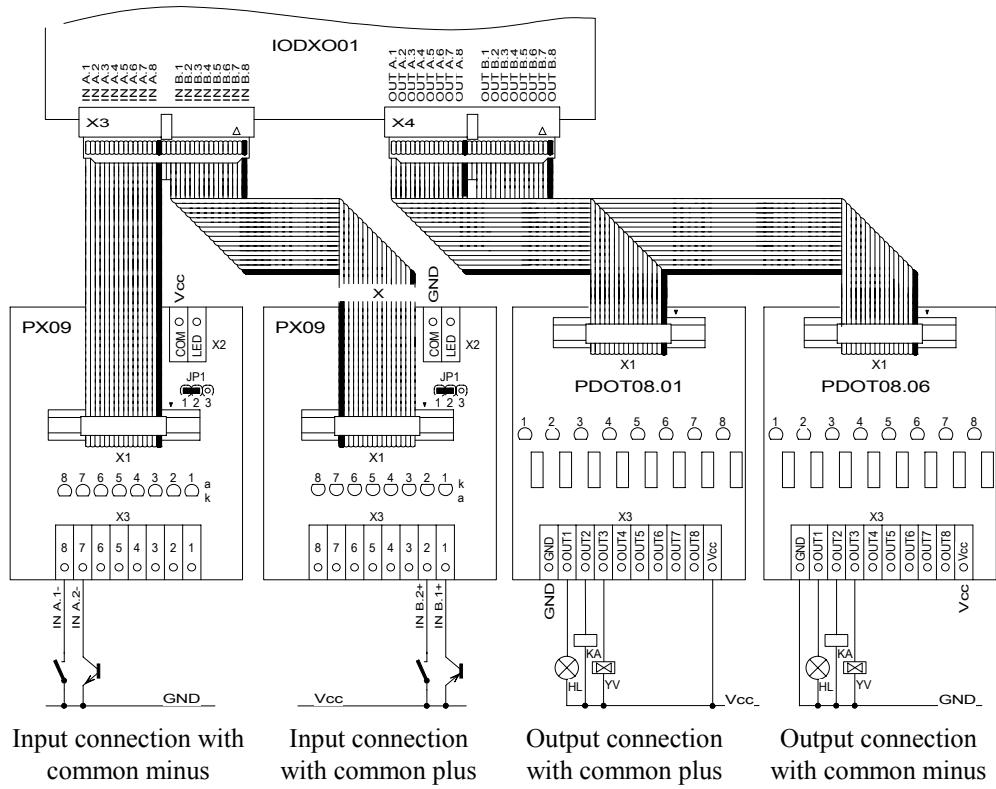 IODXO01
IN A.1
IN A.2
IN A.3
IN A.4
IN A.5
IN A.6
IN A.7
IN A.8
IN B.1
IN B.2
IN B.3
IN B.4
IN B.5
IN B.6
IN B.7
IN B.8
OUT A.1
OUT A.2
OUT A.3
OUT A.4
OUT A.5
OUT A.6
OUT A.7
OUT A.8
OUT B.1
OUT B.2
OUT B.3
OUT B.4
OUT B.5
OUT B.6
OUT B.7
OUT B.8
X3
X4
PX09
Vcc
COM
LED
X2
JP1
1 2 3
X1
8 7 6 5 4 3 2 1
a
k
X3
8 7 6 5 4 3 2 1
IN A.1-
IN A.2-
GND
X
PX09
GND
COM
LED
X2
JP1
1 2 3
X1
8 7 6 5 4 3 2 1
k
a
X3
8 7 6 5 4 3 2 1
IN B.2+
IN B.1+
Vcc
X1
PDOT08.01
1 2 3 4 5 6 7 8
X3
GND
OUT1
OUT2
OUT3
OUT4
OUT5
OUT6
OUT7
OUT8
Vcc
GND
KA
HL
YV
Vcc
X1
PDOT08.06
1 2 3 4 5 6 7 8
X3
GND
OUT1
OUT2
OUT3
OUT4
OUT5
OUT6
OUT7
OUT8
Vcc
Vcc
KA
HL
YV
GND
Input connection with
common minus
Input connection
with common plus
Output connection
with common plus
Output connection
with common minus